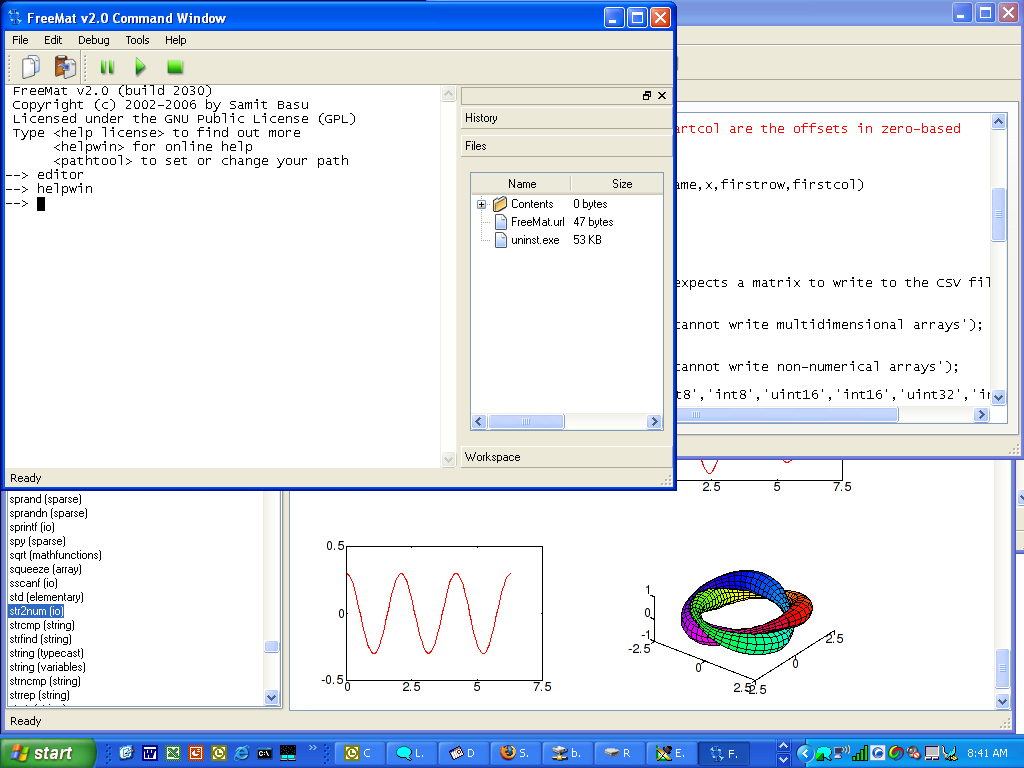 FreeMat v2.0 Command Window
File Edit Debug Tools Help
FreeMat v2.0 (build 2030)
Copyright (c) 2002-2006 by Samit Basu
Licensed under the GNU Public License (GPL)
Type <help license> to find out more
<helpwin> for online help
<pathtool> to set or change your path
--> editor
--> helpwin
-->
History
Files
Name Size
Contents 0 bytes
FreeMat.url 47 bytes
uninst.exe 53 KB
Workspace
Ready
artcol are the offsets in zero-based
ame,x,firstrow,firstcol)
expects a matrix to write to the CSV fil
cannot write multidimensional arrays');
cannot write non-numerical arrays');
t8','int8','uint16','int16','uint32','i
2.5 5 7.5
sprand (sparse)
sprandn (sparse)
sprintf (io)
spy (sparse)
sqrt (mathfunctions)
squeeze (array)
sscanf (io)
std (elementary)
str2num (io)
strcmp (string)
strfind (string)
string (typecast)
string (variables)
strncmp (string)
strrep (string)
0.5
0
-0.5
0 2.5 5 7.5
1
0
-1
-2.5
0
2.5
2.5
0
2.5
Ready
start
C
L.
D
S.
b.
R
E.
F.
8:41 AM